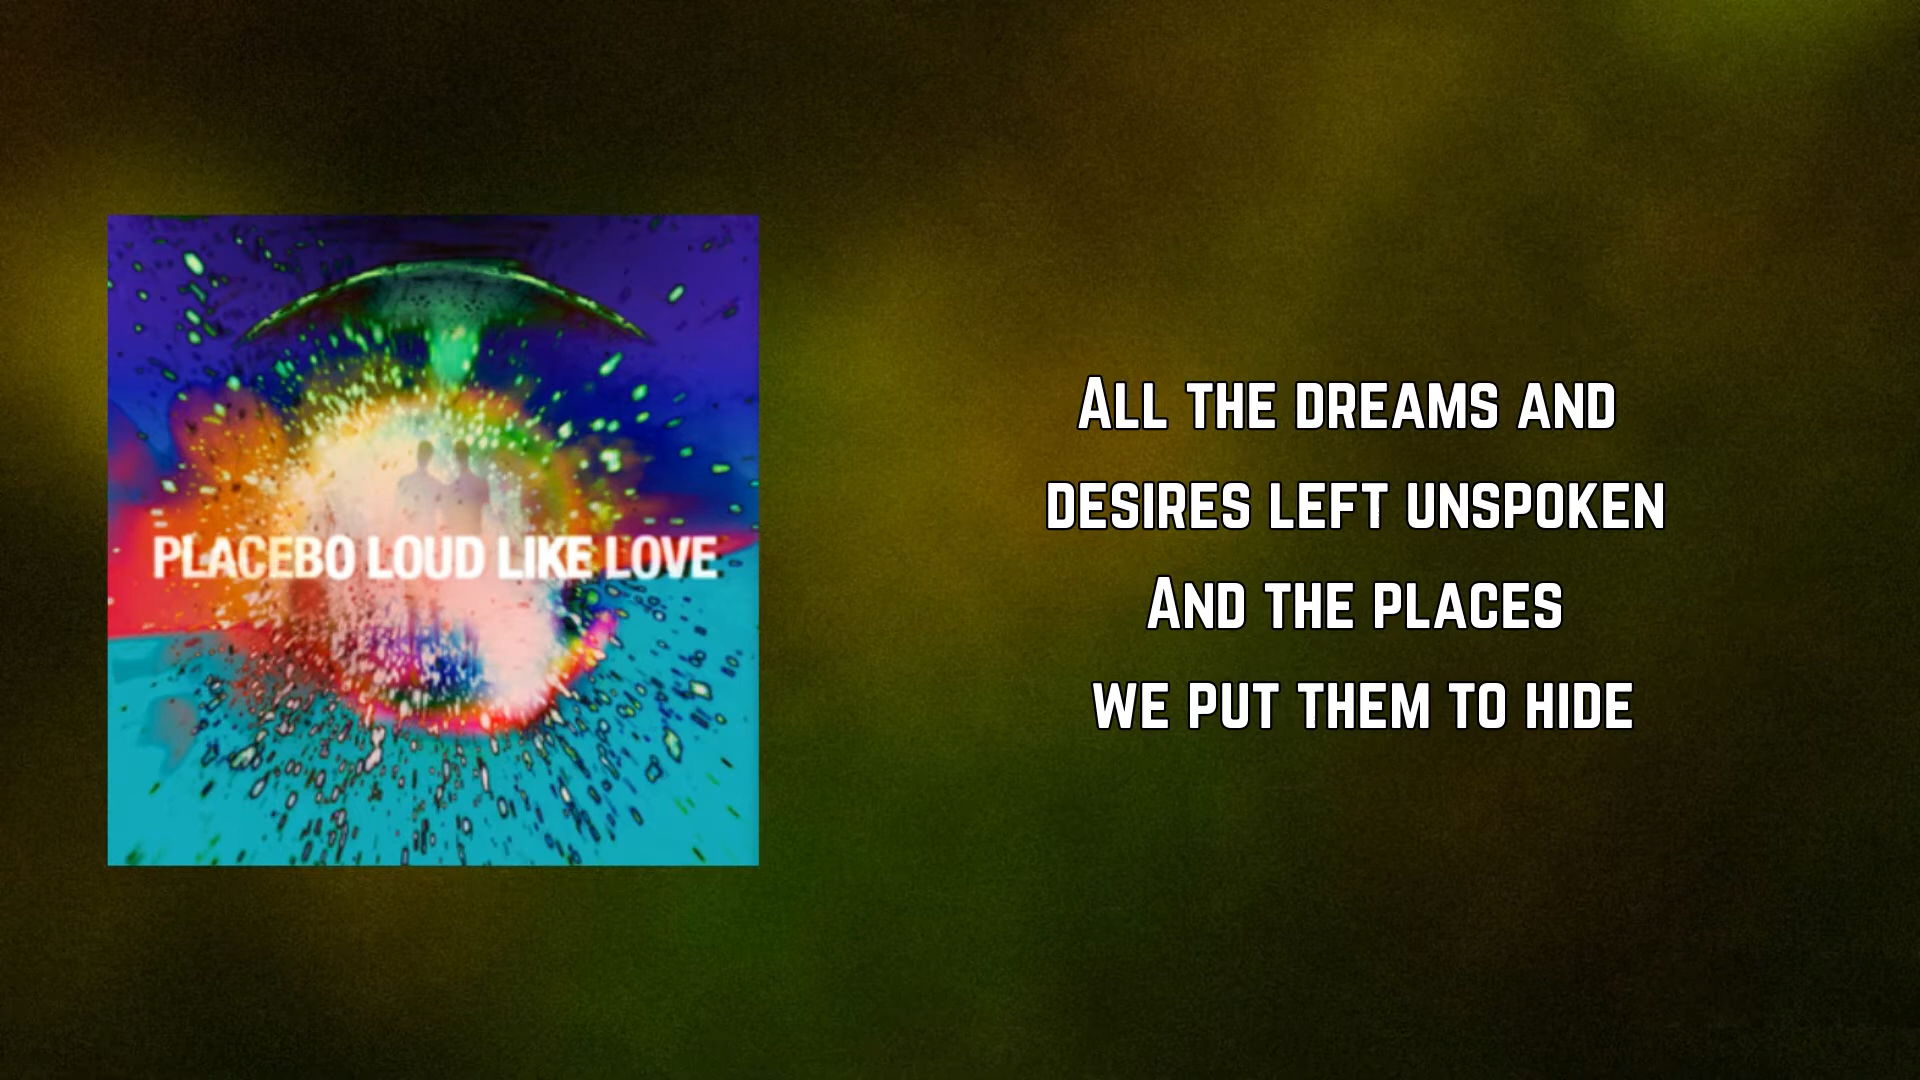 PLACEBO LOUD LIKE LOVE
All the dreams and
desires left unspoken
And the places
we put them to hide